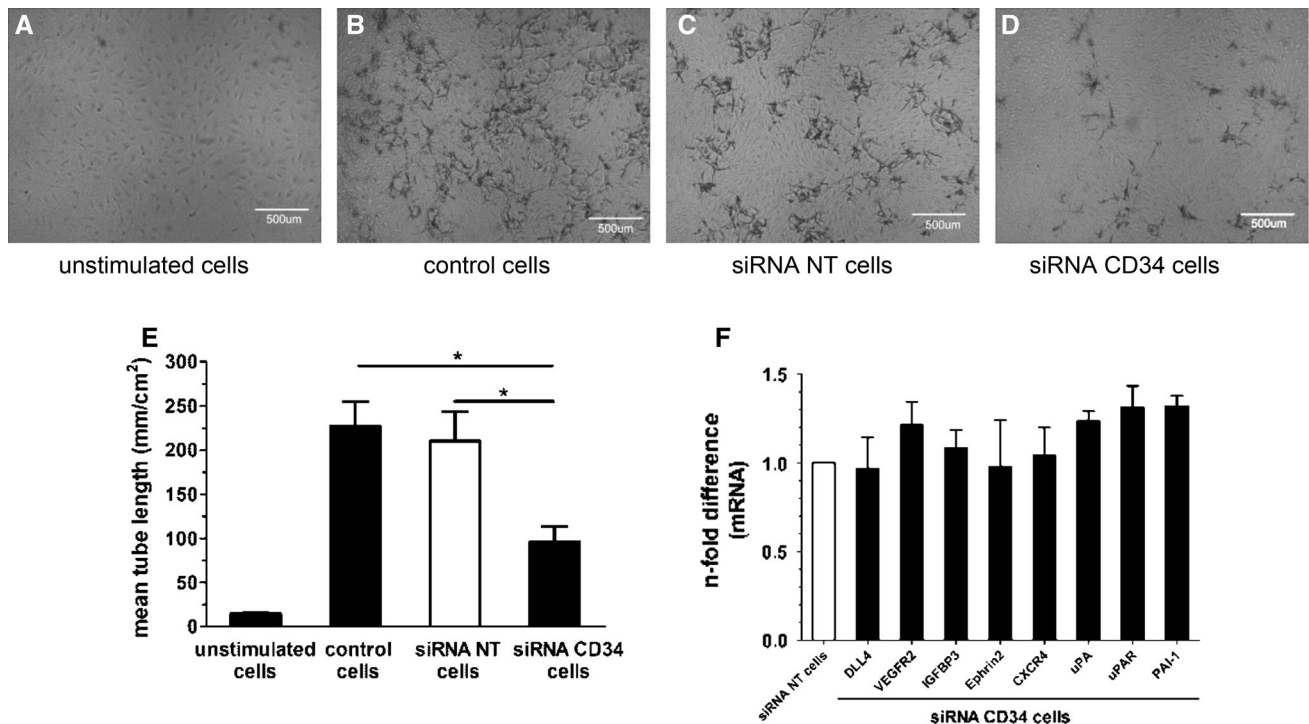 A
B
C
D
500um
500um
500um
500um
unstimulated cells
control cells
siRNA NT cells
siRNA CD34 cells
E
mean tube length (mm/cm²)
300
250
200
150
100
50
0
*
*
unstimulated
cells
control
cells
siRNA NT
cells
siRNA CD34
cells
F
n-fold difference
(mRNA)
1.5
1.0
0.5
0.0
siRNA NT cells
DLL4
VEGFR2
IGFBP3
Ephrin2
CXCR4
uPA
uPAR
PAI-1
siRNA CD34 cells